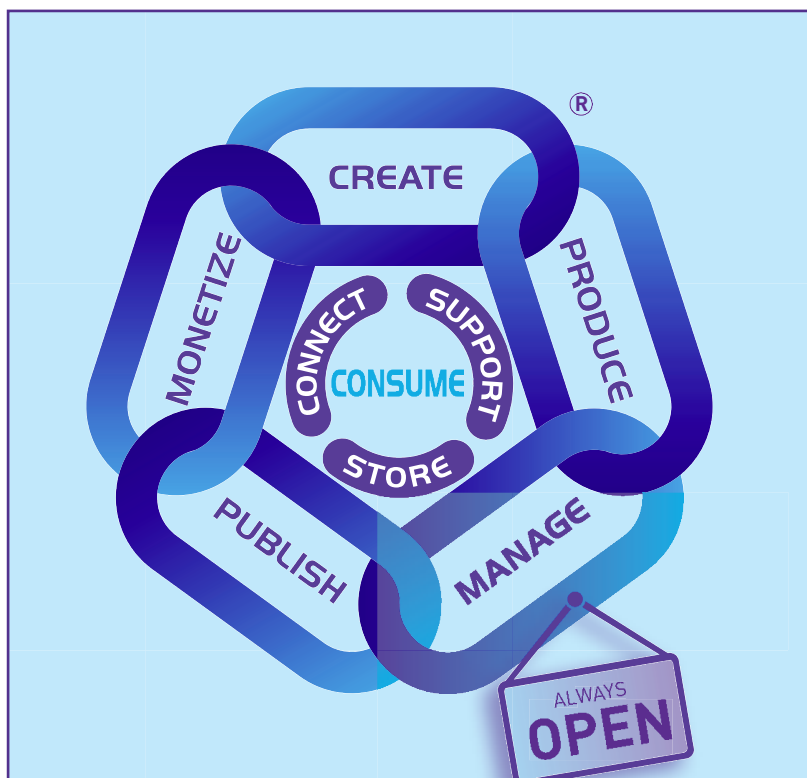 ®
CREATE
PRODUCE
MONETIZE
CONNECT
SUPPORT
CONSUME
STORE
PUBLISH
MANAGE
ALWAYS
OPEN